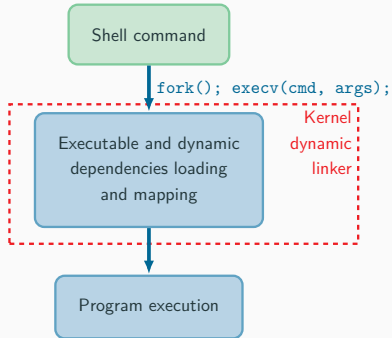 Shell command
fork(); execv(cmd, args);
Kernel
dynamic
linker
Executable and dynamic
dependencies loading
and mapping
Program execution